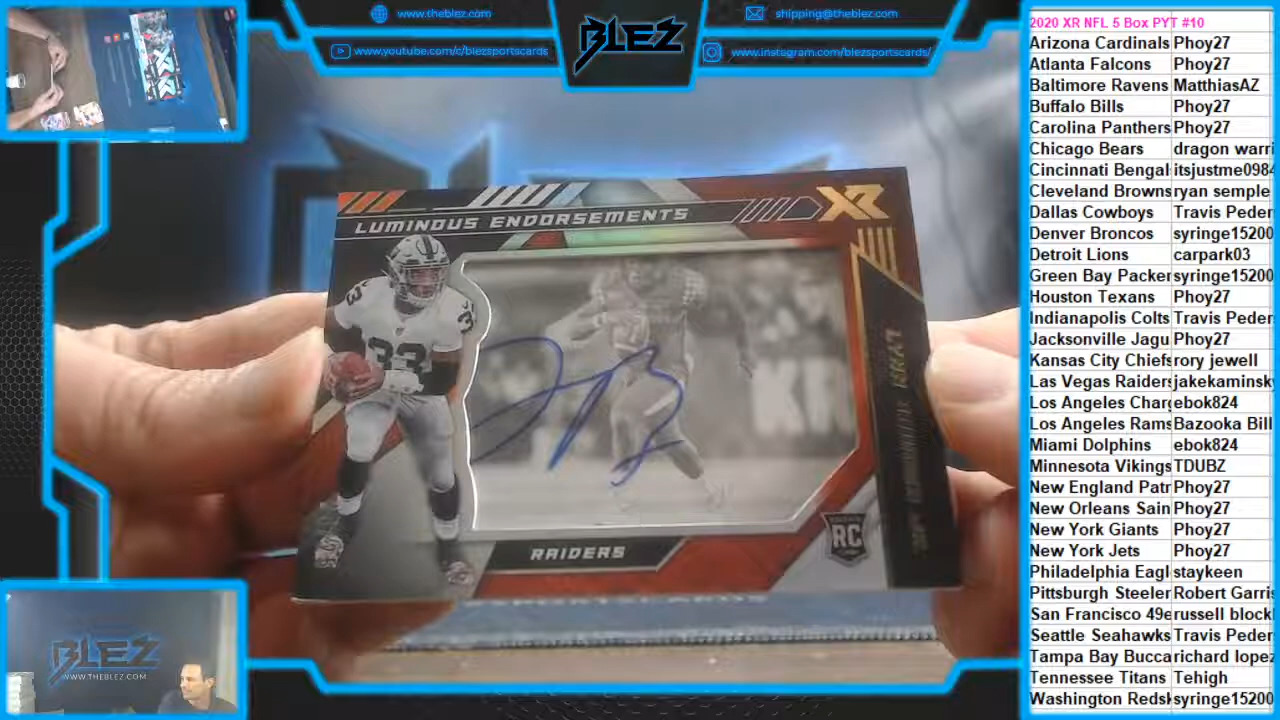 www.theblez.com
shipping@theblez.com
www.youtube.com/c/blezsportscards
www.instagram.com/blezsportscards/
BLEZ
2020 XR NFL 5 Box PYT #10
Arizona Cardinals Phoy27
Atlanta Falcons Phoy27
Baltimore Ravens MatthiasAZ
Buffalo Bills Phoy27
Carolina Panthers Phoy27
Chicago Bears dragon warri
Cincinnati Bengal itsjustme0984
Cleveland Browns ryan semple
Dallas Cowboys Travis Peder
Denver Broncos syringe15200
Detroit Lions carpark03
Green Bay Packer syringe15200
Houston Texans Phoy27
Indianapolis Colts Travis Peder
Jacksonville Jagu Phoy27
Kansas City Chiefs rory jewell
Las Vegas Raiders jakekaminsky
Los Angeles Charg ebok824
Los Angeles Rams Bazooka Bill
Miami Dolphins ebok824
Minnesota Vikings TDUBZ
New England Patr Phoy27
New Orleans Sain Phoy27
New York Giants Phoy27
New York Jets Phoy27
Philadelphia Eagl staykeen
Pittsburgh Steeler Robert Garris
San Francisco 49e russell block
Seattle Seahawks Travis Peder
Tampa Bay Bucca richard lopez
Tennessee Titans Tehigh
Washington Redsk syringe15200
LUMINOUS ENDORSEMENTS
XR
33
RAIDERS
RC
BLEZ
WWW.THEBLEZ.COM